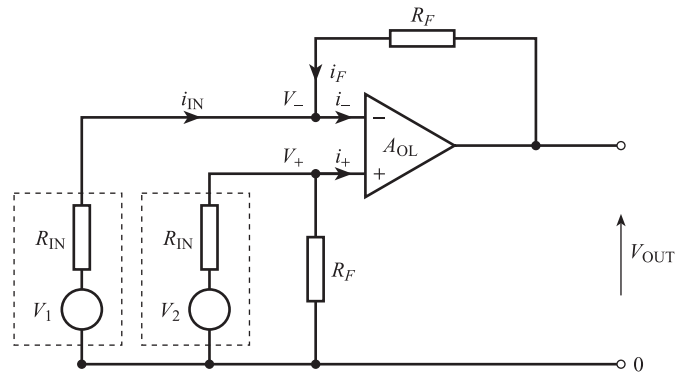 R_F
i_F
i_IN
V_–
i_–
–
A_OL
V_+
i_+
+
R_IN
R_IN
R_F
V_OUT
V_1
V_2
0